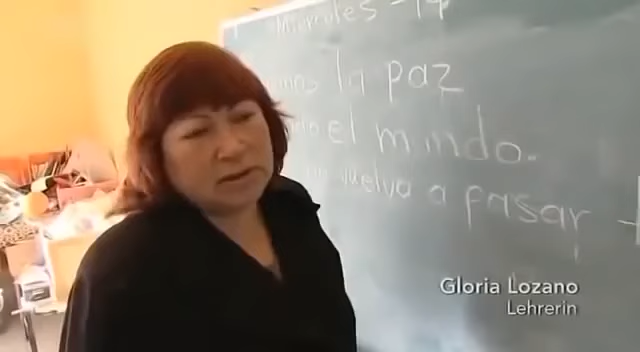 Miércoles - 14
la paz
el mundo.
vuelva a pasar
Gloria Lozano
Lehrerin